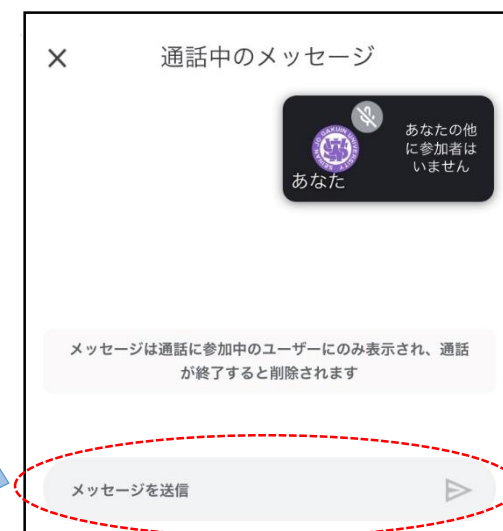 通話中のメッセージ
あなたの他
に参加者は
いません
あなた
メッセージは通話に参加中のユーザーにのみ表示され、通話
が終了すると削除されます
メッセージを送信